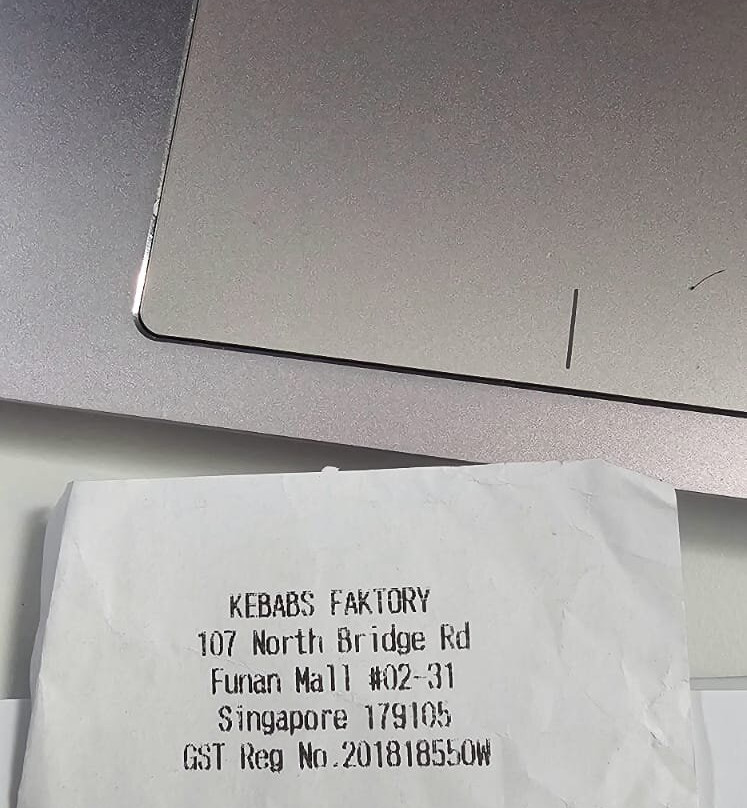 KEBABS FAKTORY
107 North Bridge Rd
Funan Mall #02-31
Singapore 179105
GST Reg No.201818550W